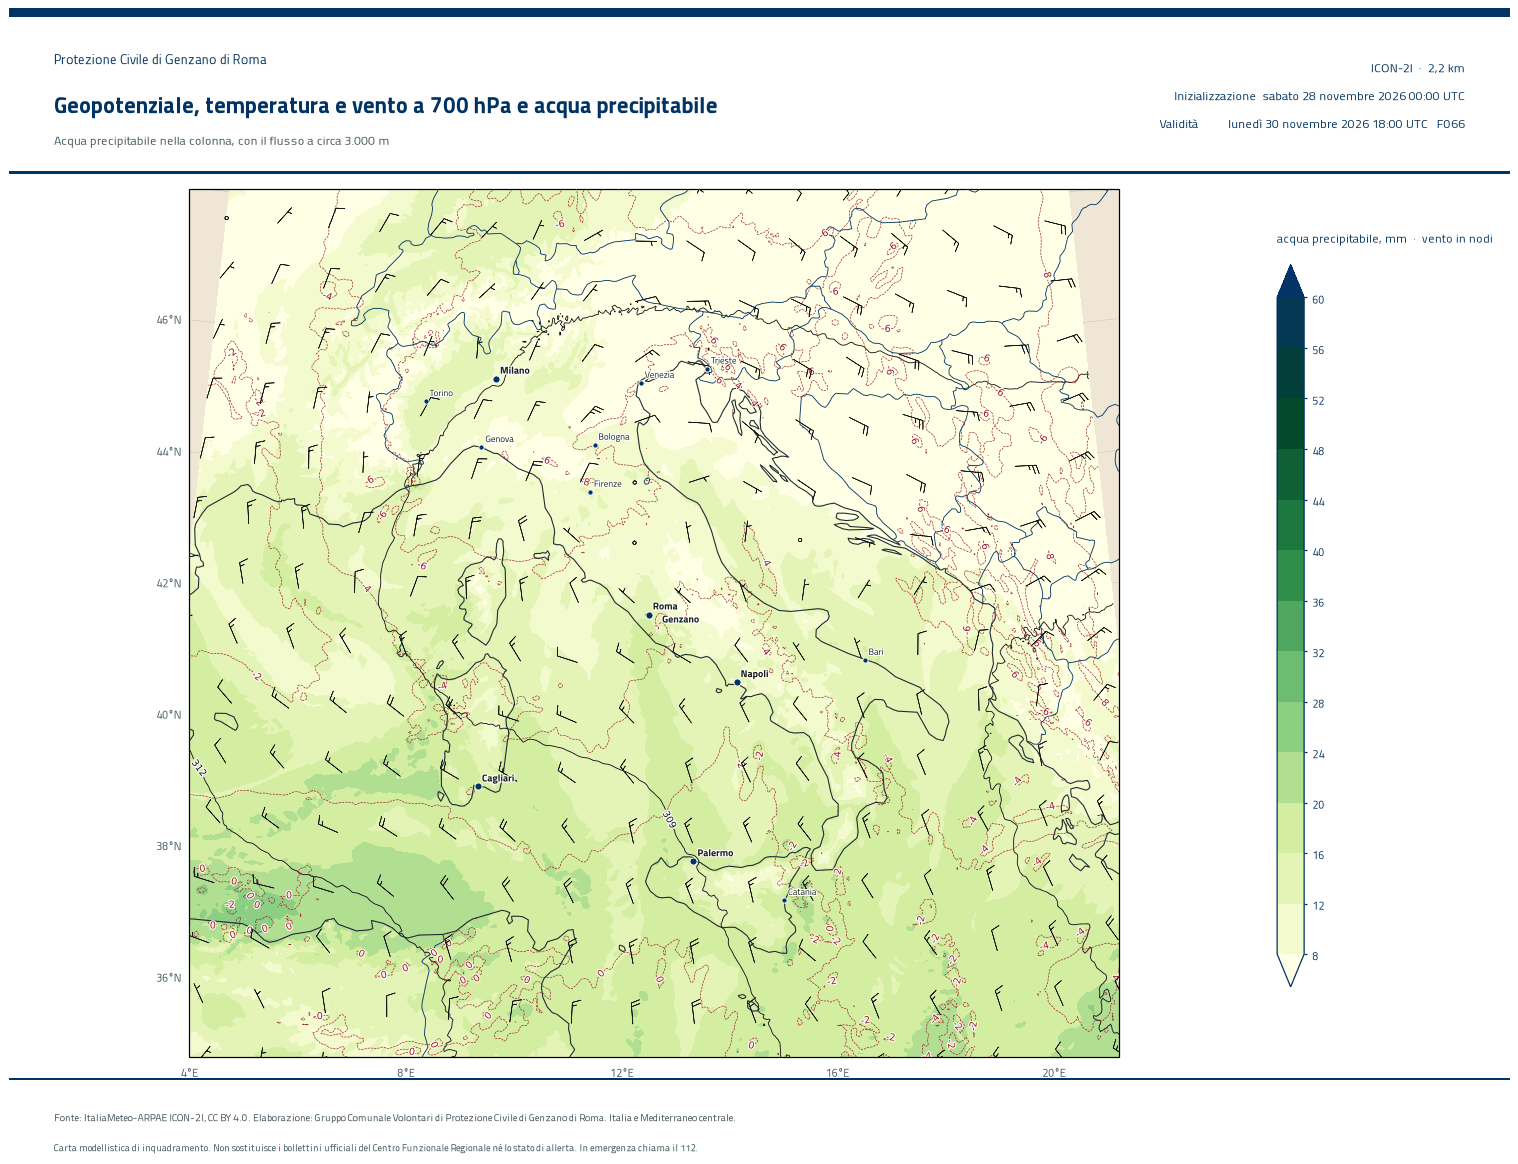 Protezione Civile di Genzano di Roma
Geopotenziale, temperatura e vento a 700 hPa e acqua precipitabile
Acqua precipitabile nella colonna, con il flusso a circa 3.000 m
ICON-2I · 2,2 km
Inizializzazione sabato 28 novembre 2026 00:00 UTC
Validità lunedì 30 novembre 2026 18:00 UTC F066
acqua precipitabile, mm · vento in nodi
60
56
52
48
44
40
36
32
28
24
20
16
12
8
46°N
44°N
42°N
40°N
38°N
36°N
4°E
8°E
12°E
16°E
20°E
Milano
Torino
Venezia
Trieste
Genova
Bologna
Firenze
Roma
Genzano
Napoli
Bari
Cagliari
Palermo
Catania
312
309
Fonte: ItaliaMeteo-ARPAE ICON-2I, CC BY 4.0. Elaborazione: Gruppo Comunale Volontari di Protezione Civile di Genzano di Roma. Italia e Mediterraneo centrale.
Carta modellistica di inquadramento. Non sostituisce i bollettini ufficiali del Centro Funzionale Regionale né lo stato di allerta. In emergenza chiama il 112.